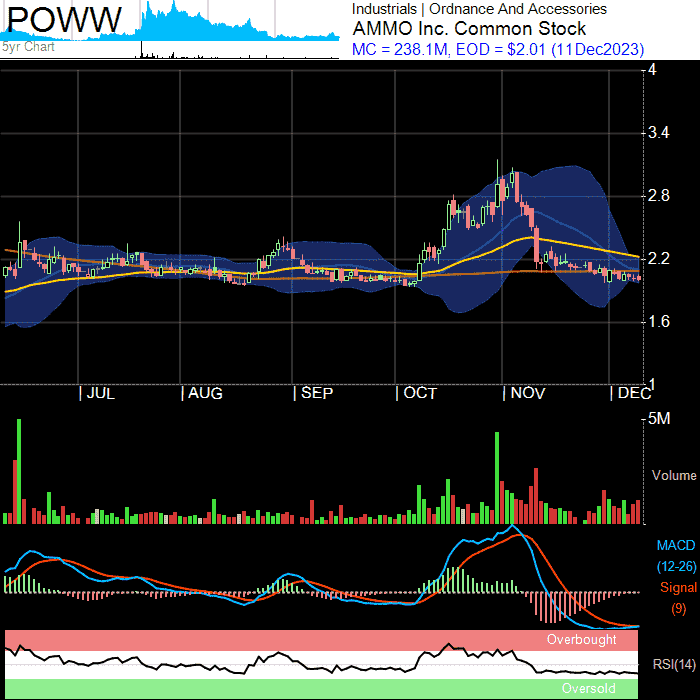 POWW
5yr Chart
Industrials | Ordnance And Accessories
AMMO Inc. Common Stock
MC = 238.1M, EOD = $2.01 (11Dec2023)
4
3.4
2.8
2.2
1.6
1
| JUL | AUG | SEP | OCT | NOV | DEC
5M
Volume
MACD
(12-26)
Signal
(9)
Overbought
RSI(14)
Oversold